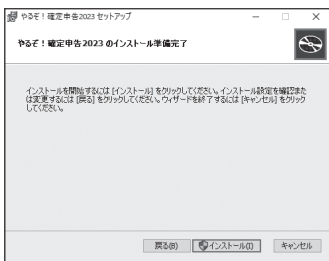 やるぞ！確定申告2023 セットアップ
やるぞ！確定申告2023 のインストール準備完了
インストールを開始するには [インストール] をクリックしてください。インストール設定を確認また
は変更するには [戻る] をクリックしてください。ウィザードを終了するには [キャンセル] をクリック
してください。
戻る(B) インストール(I) キャンセル